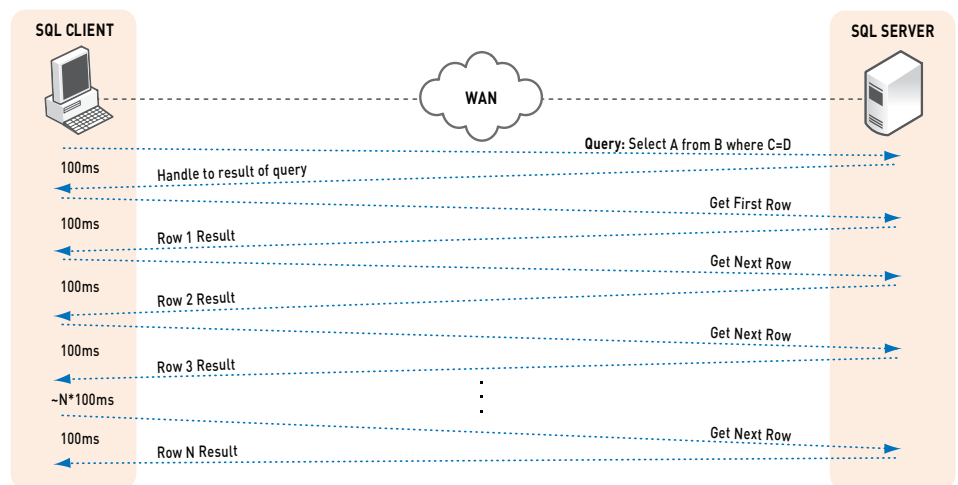 SQL CLIENT
SQL SERVER
WAN
Query: Select A from B where C=D
100ms
Handle to result of query
Get First Row
100ms
Row 1 Result
Get Next Row
100ms
Row 2 Result
Get Next Row
100ms
Row 3 Result
~N*100ms
Get Next Row
100ms
Row N Result